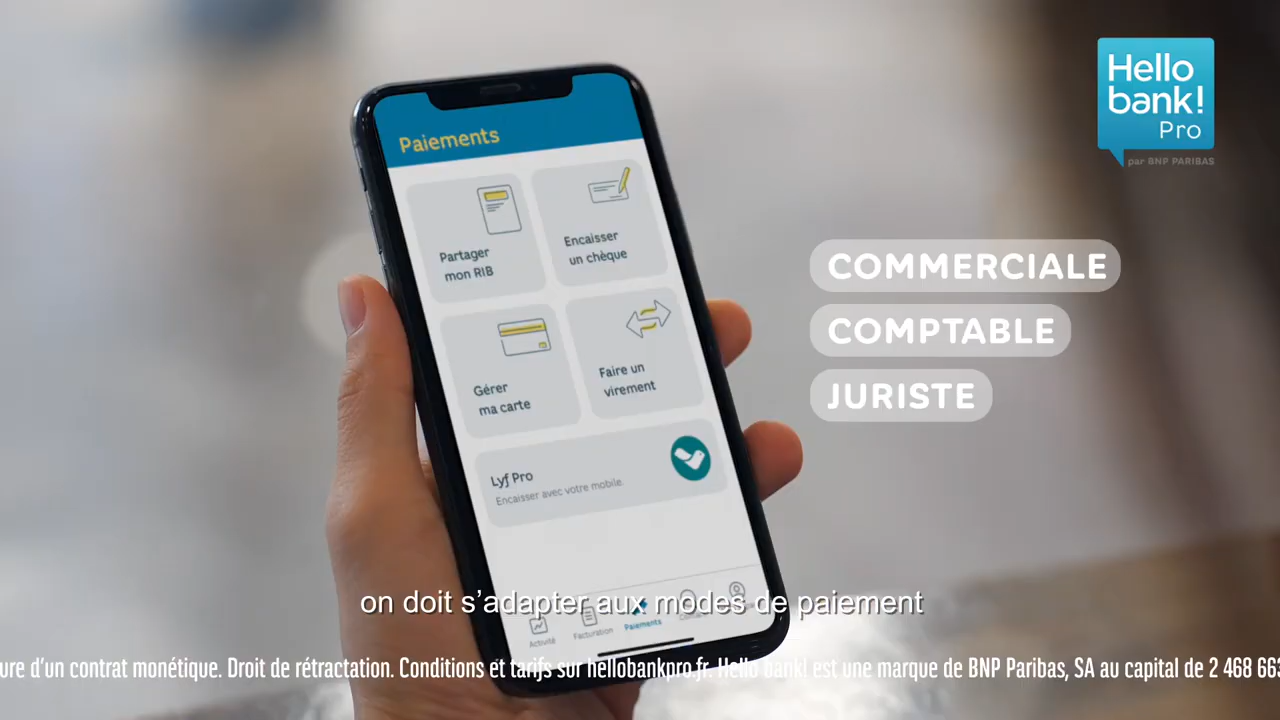 Hello
bank!
Pro
par BNP PARIBAS
Paiements
Partager
mon RIB
Encaisser
un chèque
Gérer
ma carte
Faire un
virement
Lyf Pro
Encaisser avec votre mobile.
COMMERCIALE
COMPTABLE
JURISTE
on doit s'adapter aux modes de paiement
Activité
Facturation
Paiements
ure d'un contrat monétique. Droit de rétractation. Conditions et tarifs sur hellobankpro.fr. Hello bank! est une marque de BNP Paribas, SA au capital de 2 468 663